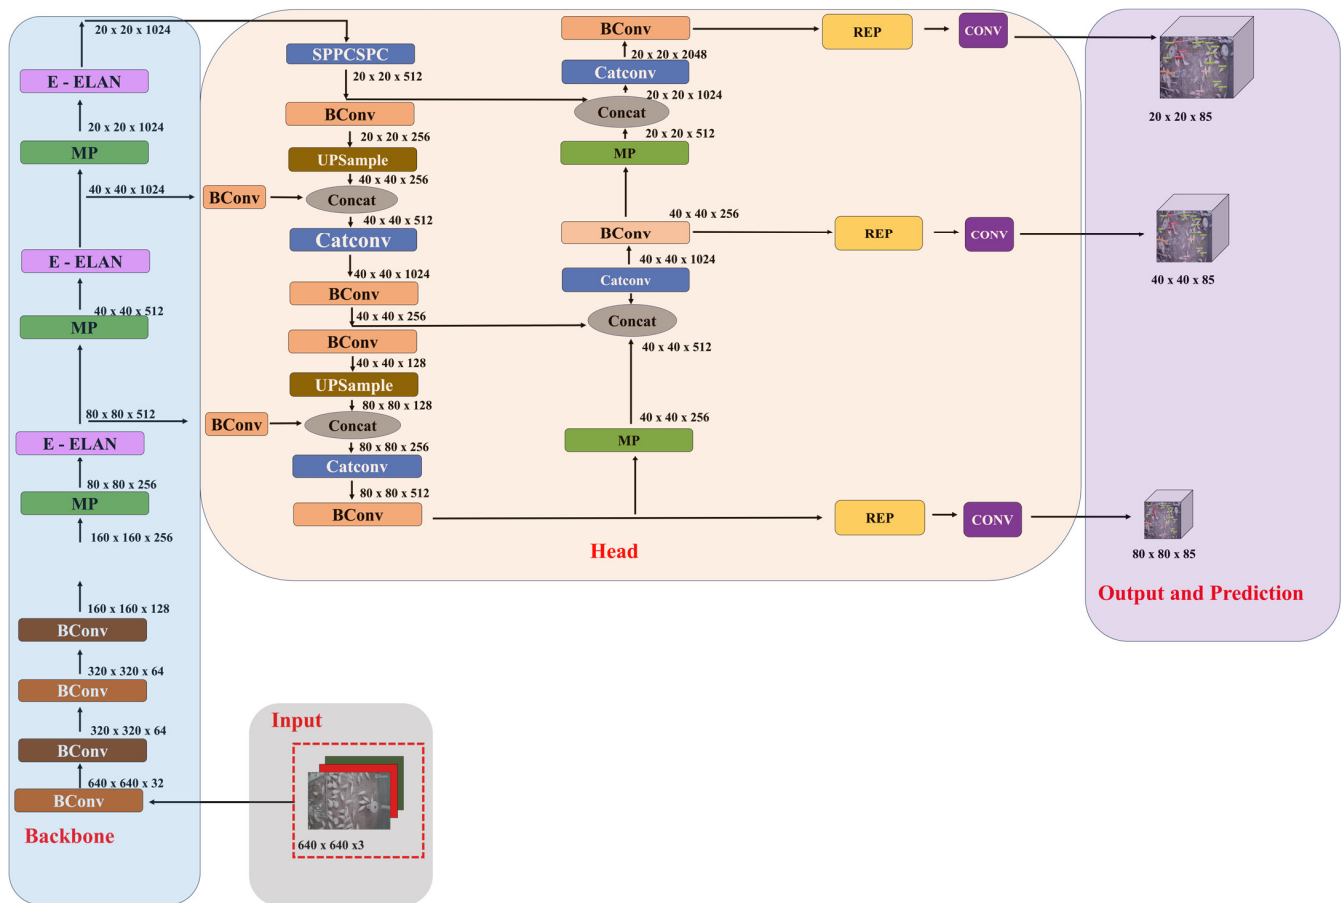 20 x 20 x 1024
E - ELAN
20 x 20 x 1024
MP
40 x 40 x 1024
E - ELAN
40 x 40 x 512
MP
80 x 80 x 512
E - ELAN
80 x 80 x 256
MP
160 x 160 x 256
160 x 160 x 128
BConv
320 x 320 x 64
BConv
320 x 320 x 64
BConv
640 x 640 x 32
BConv
Backbone
Input
640 x 640 x3
SPPCSPC
20 x 20 x 512
BConv
20 x 20 x 256
UPSample
40 x 40 x 256
BConv
Concat
40 x 40 x 512
Catconv
40 x 40 x 1024
BConv
40 x 40 x 256
BConv
40 x 40 x 128
UPSample
80 x 80 x 128
BConv
Concat
80 x 80 x 256
Catconv
80 x 80 x 512
BConv
BConv
20 x 20 x 2048
Catconv
20 x 20 x 1024
Concat
20 x 20 x 512
MP
40 x 40 x 256
BConv
40 x 40 x 1024
Catconv
Concat
40 x 40 x 512
40 x 40 x 256
MP
REP
CONV
REP
CONV
REP
CONV
Head
20 x 20 x 85
40 x 40 x 85
80 x 80 x 85
Output and Prediction